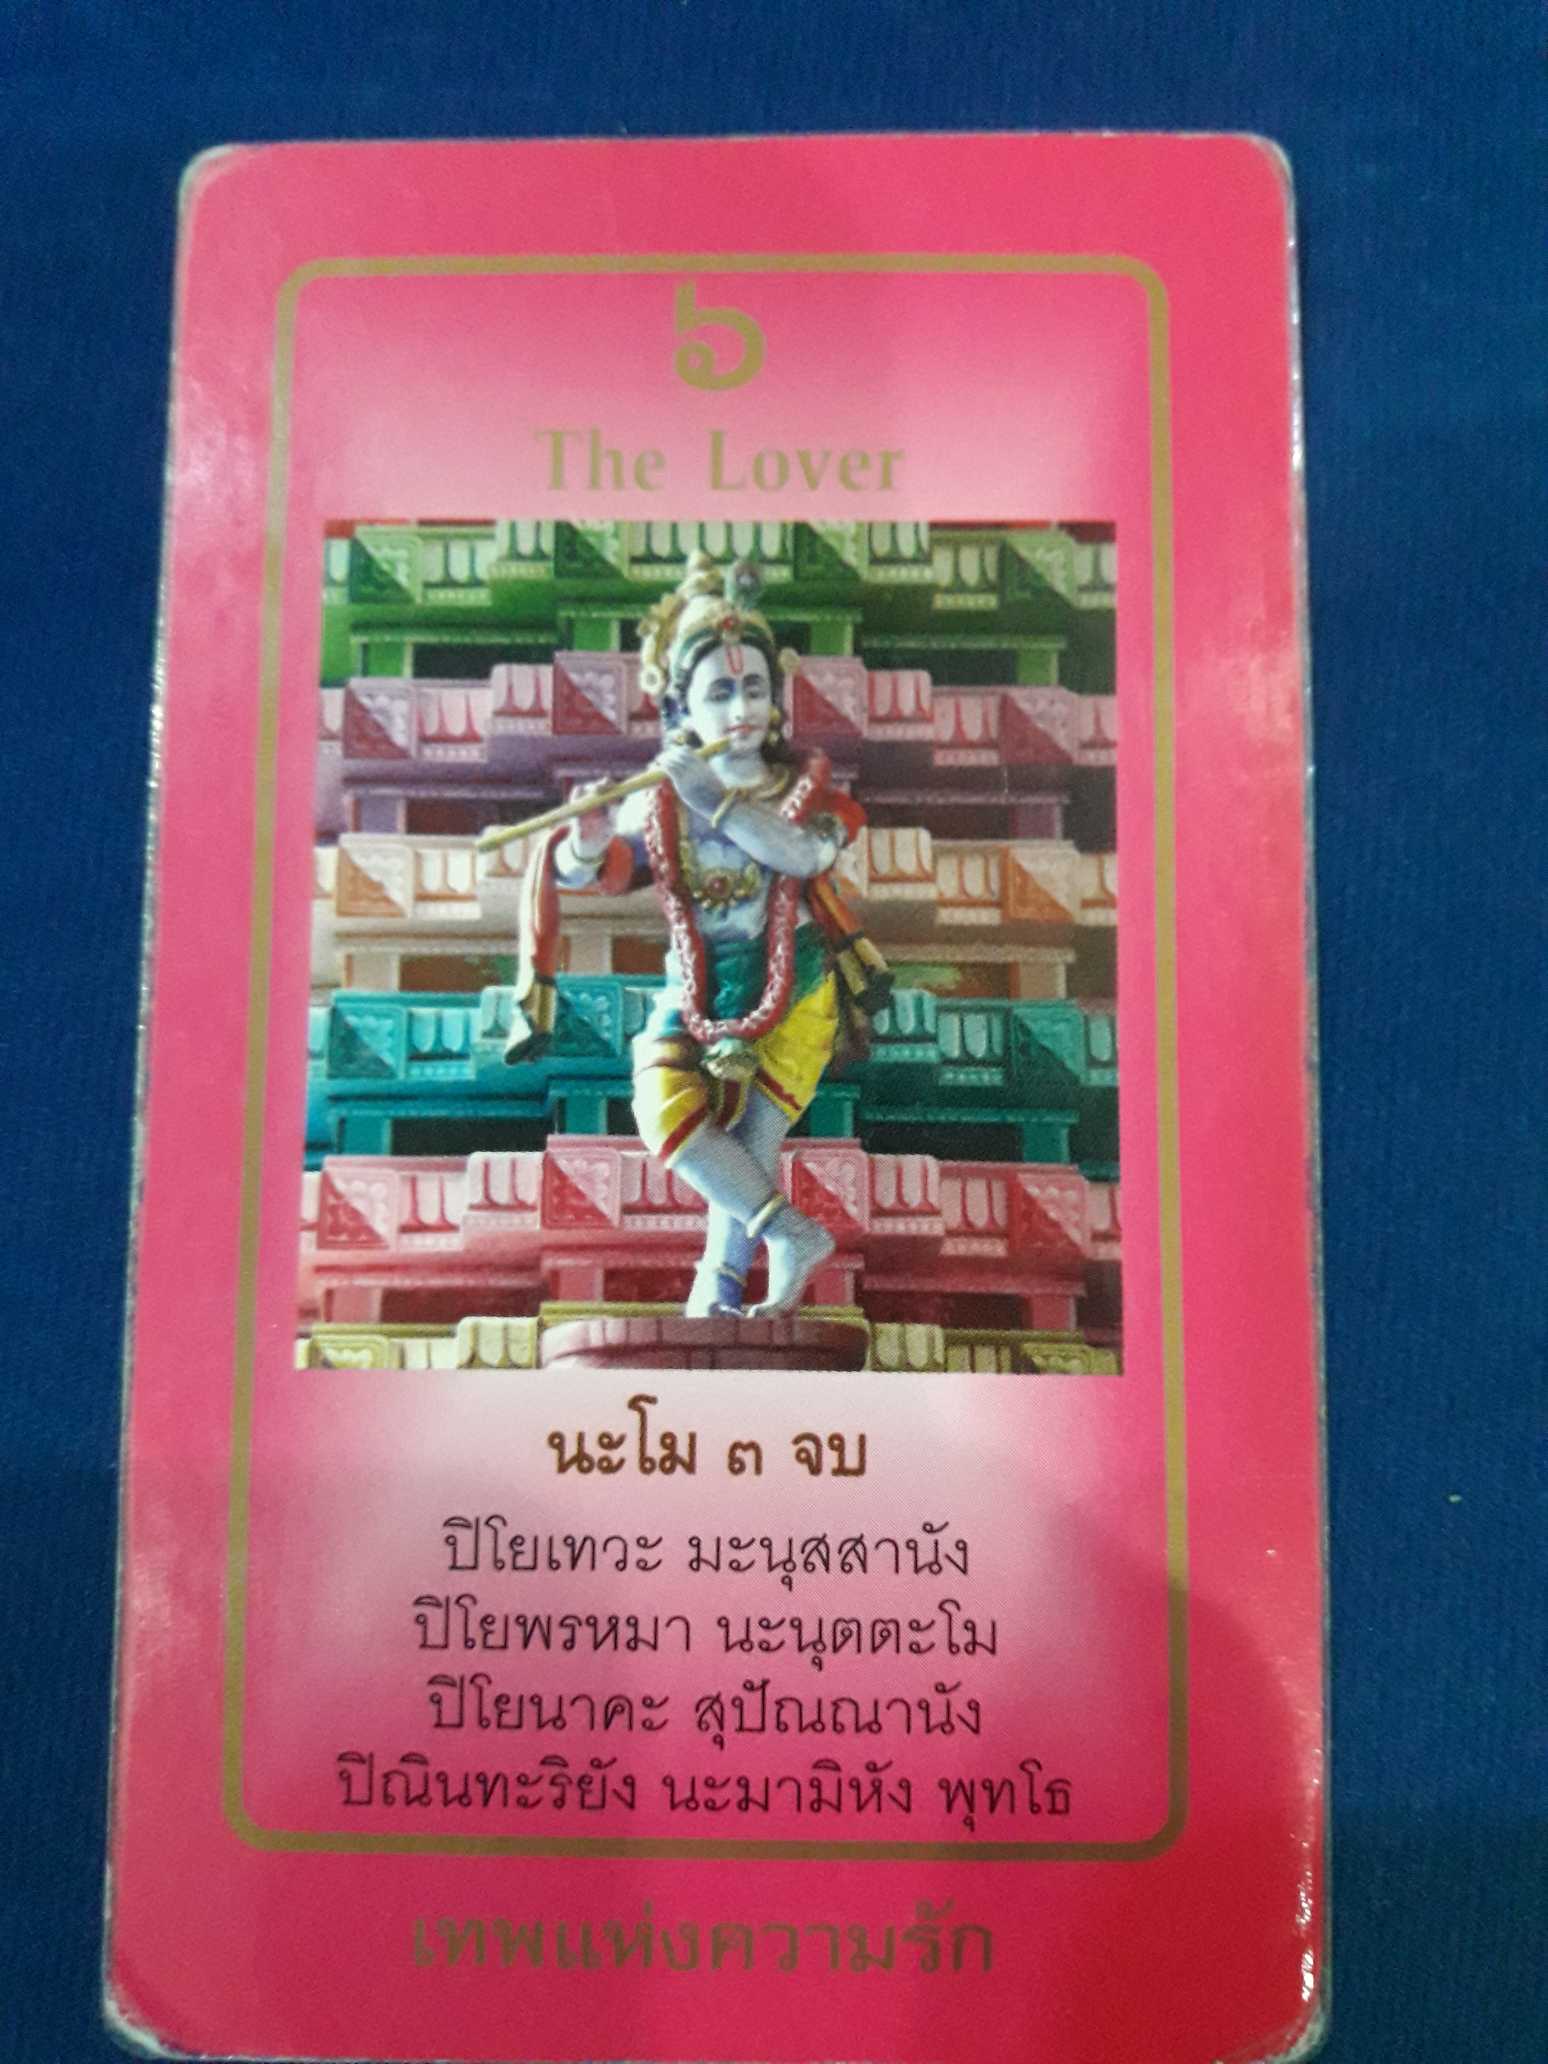 ๖
The Lover
นะโม ๓ จบ
ปิโยเทวะ มะนุสสานัง
ปิโยพรหมา นะนุตตะโม
ปิโยนาคะ สุปัณณานัง
ปิณินทะริยัง นะมามิหัง พุทโธ
เทพแห่งความรัก